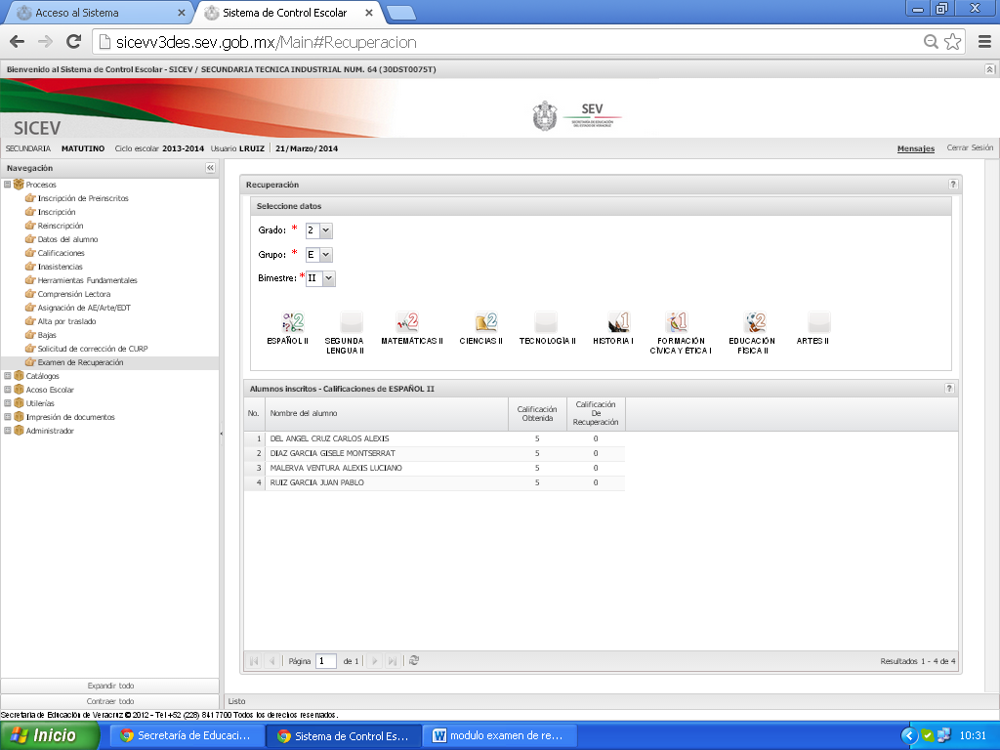 Acceso al Sistema
Sistema de Control Escolar
sicevv3des.sev.gob.mx/Main#Recuperacion
Bienvenido al Sistema de Control Escolar - SICEV / SECUNDARIA TECNICA INDUSTRIAL NUM. 64 (30DST0075T)
SICEV
SEV
SECUNDARIA MATUTINO Ciclo escolar 2013-2014 Usuario LRUIZ 21/Marzo/2014
Mensajes Cerrar Sesión
Navegación
Procesos
Inscripción de Preinscritos
Inscripción
Reinscripción
Datos del alumno
Calificaciones
Inasistencias
Herramientas Fundamentales
Comprensión Lectora
Asignación de AE/Arte/EDT
Alta por traslado
Bajas
Solicitud de corrección de CURP
Examen de Recuperación
Catálogos
Acoso Escolar
Utilerías
Impresión de documentos
Administrador
Expandir todo
Contraer todo
Recuperación
Seleccione datos
Grado: * 2
Grupo: * E
Bimestre: * II
ESPAÑOL II
SEGUNDA LENGUA II
MATEMÁTICAS II
CIENCIAS II
TECNOLOGÍA II
HISTORIA I
FORMACIÓN CÍVICA Y ÉTICA I
EDUCACIÓN FÍSICA II
ARTES II
Alumnos inscritos - Calificaciones de ESPAÑOL II
No. Nombre del alumno Calificación Obtenida Calificación De Recuperación
1 DEL ANGEL CRUZ CARLOS ALEXIS 5 0
2 DIAZ GARCIA GISELE MONTSERRAT 5 0
3 MALERVA VENTURA ALEXIS LUCIANO 5 0
4 RUIZ GARCIA JUAN PABLO 5 0
Página 1 de 1
Resultados 1 - 4 de 4
Listo
Secretaría de Educación de Veracruz © 2012 - Tel +52 (228) 841 7700 Todos los derechos reservados.
Inicio
Secretaría de Educaci...
Sistema de Control Es...
modulo examen de re...
10:31